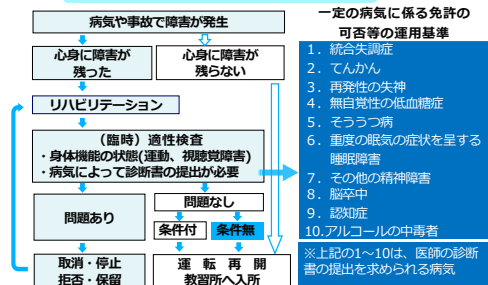 病気や事故で障害が発生
心身に障害が
残った
心身に障害が
残らない
リハビリテーション
（臨時）適性検査
・身体機能の状態(運動、視聴覚障害)
・病気によって診断書の提出が必要
問題あり
問題なし
条件付
条件無
取消・停止
拒否・保留
運転再開
教習所へ入所
一定の病気に係る免許の
可否等の運用基準
1．統合失調症
2．てんかん
3．再発性の失神
4．無自覚性の低血糖症
5．そううつ病
6．重度の眠気の症状を呈する
睡眠障害
7．その他の精神障害
8．脳卒中
9．認知症
10.アルコールの中毒者
※上記の1～10は、医師の診断
書の提出を求められる病気